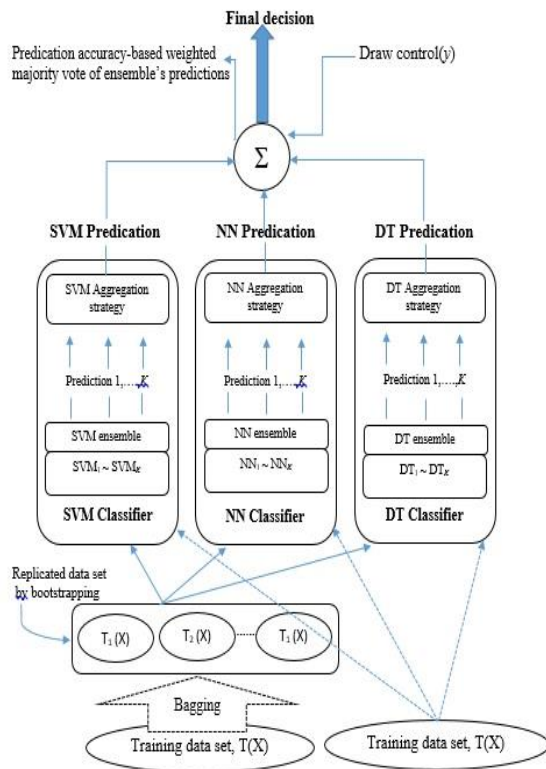 Final decision
Predication accuracy-based weighted
majority vote of ensemble's predictions
Draw control(y)
Σ
SVM Predication
NN Predication
DT Predication
SVM Aggregation
strategy
NN Aggregation
strategy
DT Aggregation
strategy
Prediction 1,….,K
Prediction 1,….,K
Prediction 1,….,K
SVM ensemble
NN ensemble
DT ensemble
SVM₁ ~ SVMK
NN₁ ~ NNK
DT₁ ~ DTK
SVM Classifier
NN Classifier
DT Classifier
Replicated data set
by bootstrapping
T₁ (X)
T₂ (X)
......
T₁ (X)
Bagging
Training data set, T(X)
Training data set, T(X)